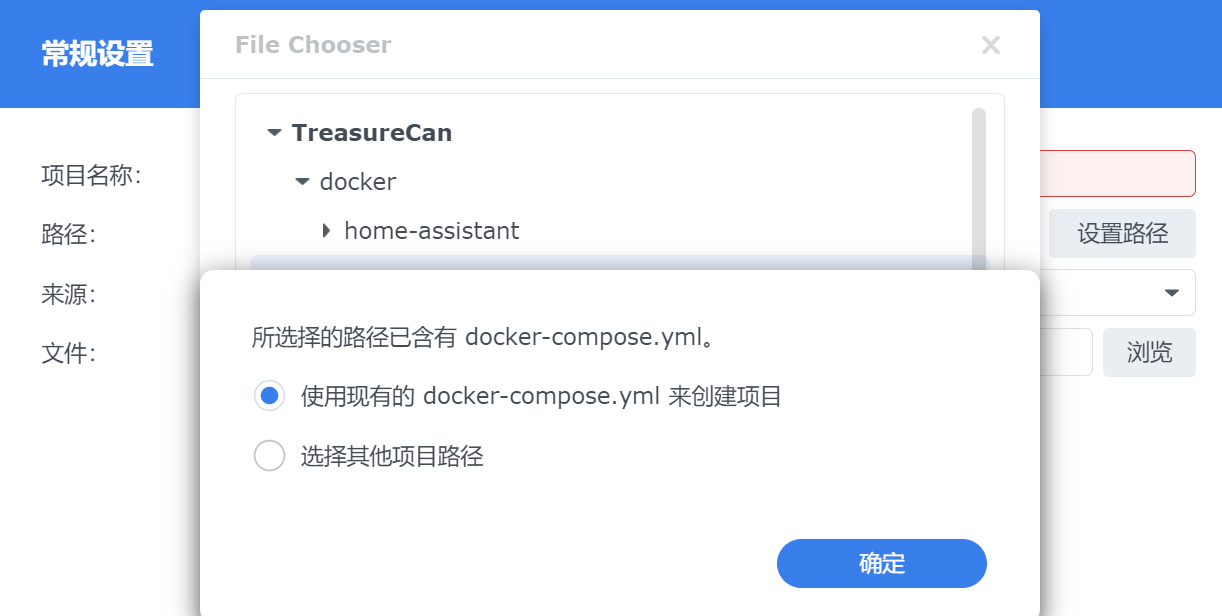 常规设置
File Chooser
TreasureCan
docker
home-assistant
项目名称：
路径：
设置路径
来源：
文件：
浏览
所选择的路径已含有 docker-compose.yml。
使用现有的 docker-compose.yml 来创建项目
选择其他项目路径
确定